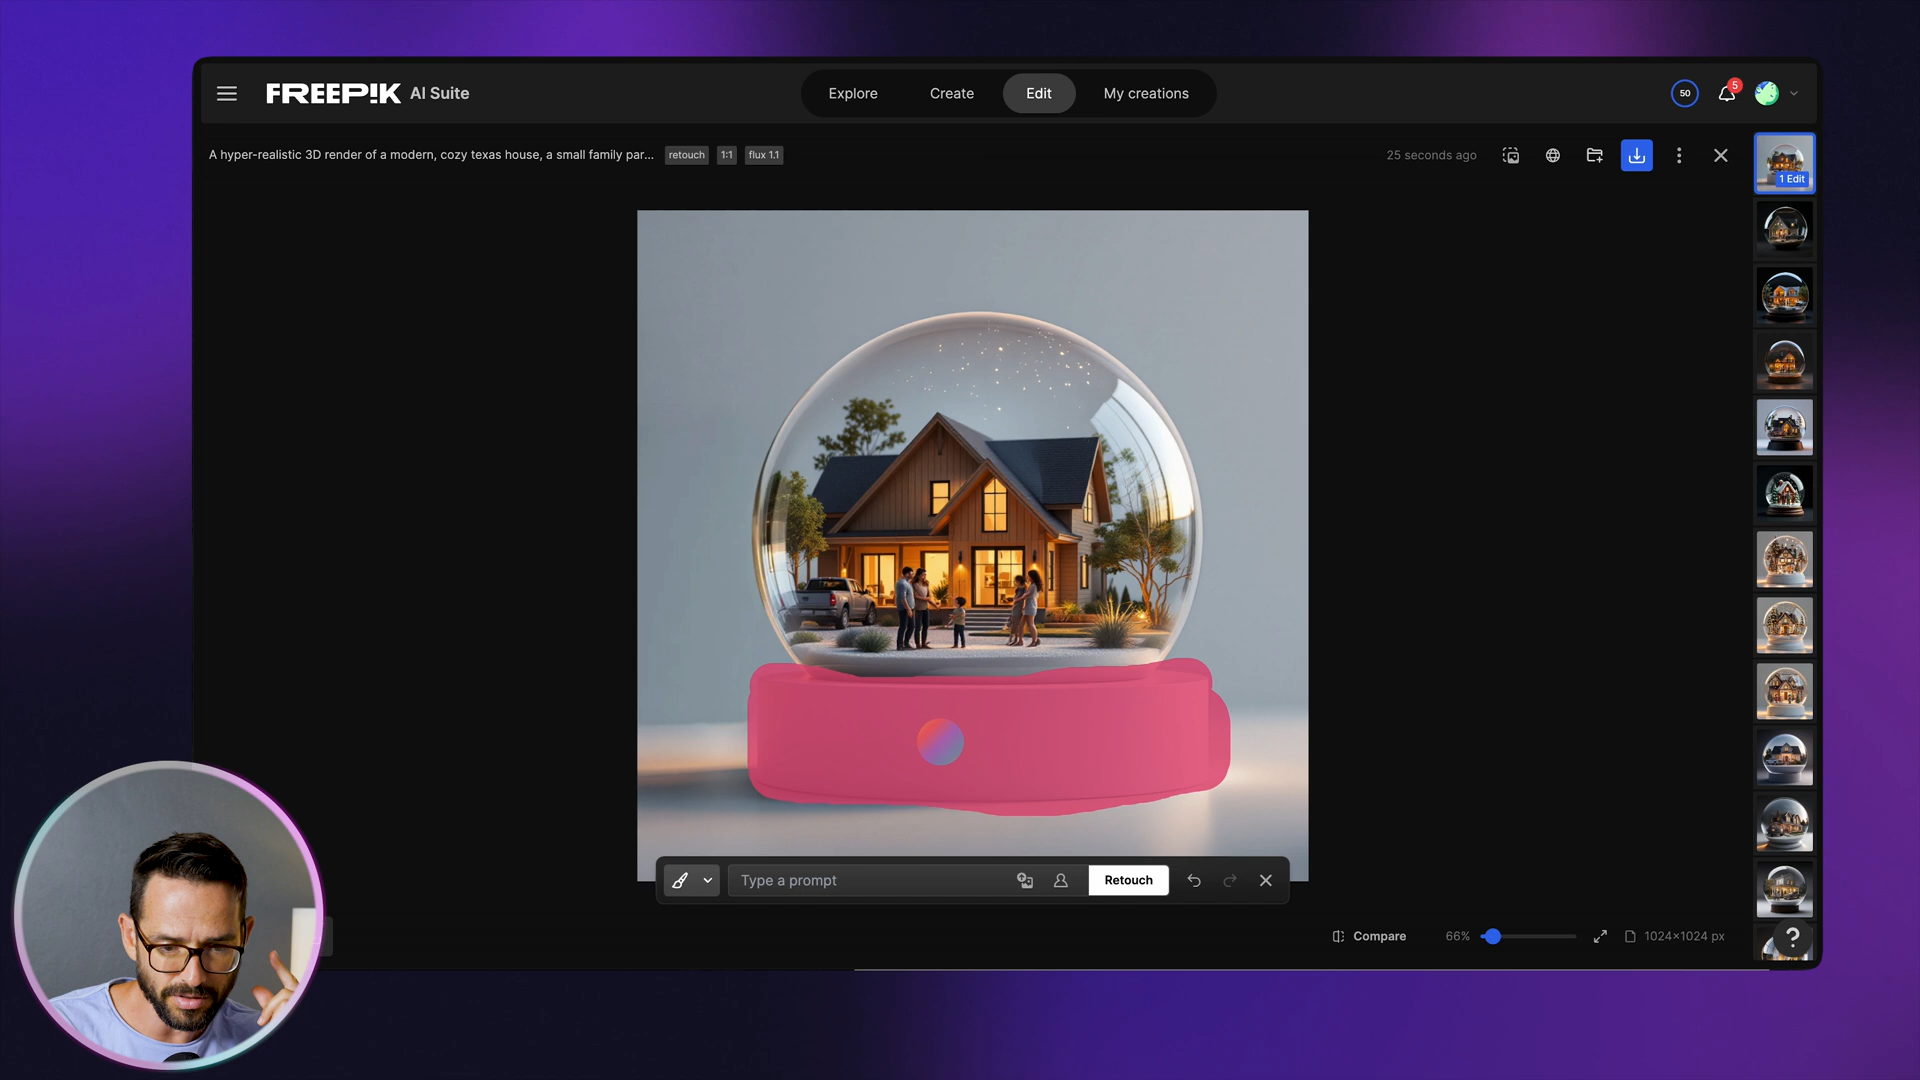 FREEP!K AI Suite
Explore
Create
Edit
My creations
50
5
A hyper-realistic 3D render of a modern, cozy texas house, a small family par...
retouch
1:1
flux 1.1
25 seconds ago
1 Edit
Type a prompt
Retouch
Compare
66%
1024×1024 px
?